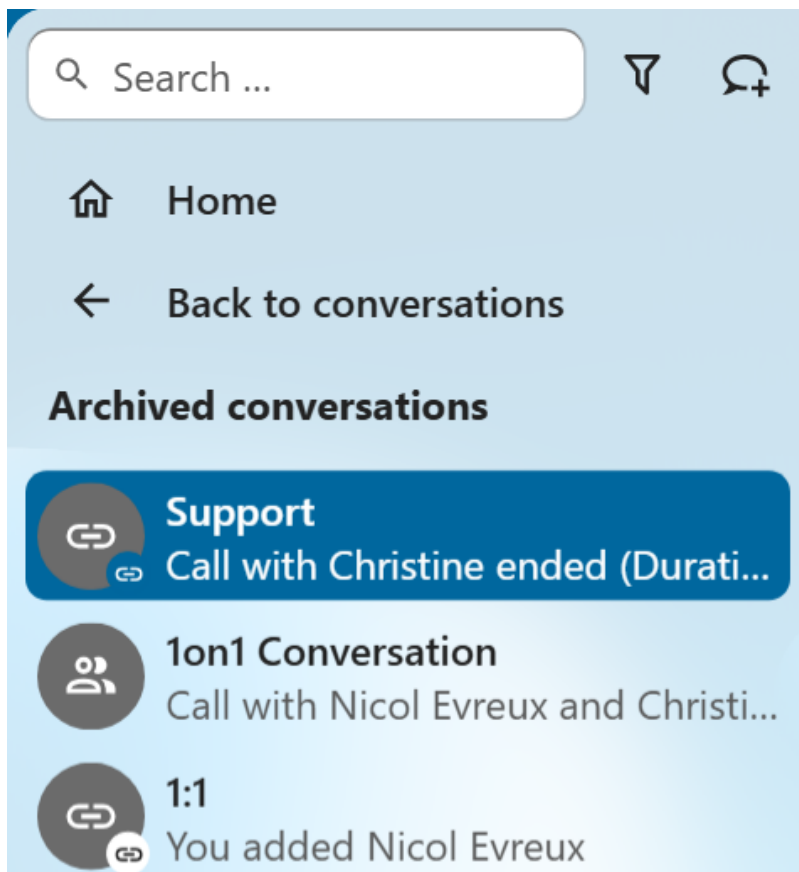 Search ...
Home
Back to conversations
Archived conversations
Support
Call with Christine ended (Durati...
1on1 Conversation
Call with Nicol Evreux and Christi...
1:1
You added Nicol Evreux